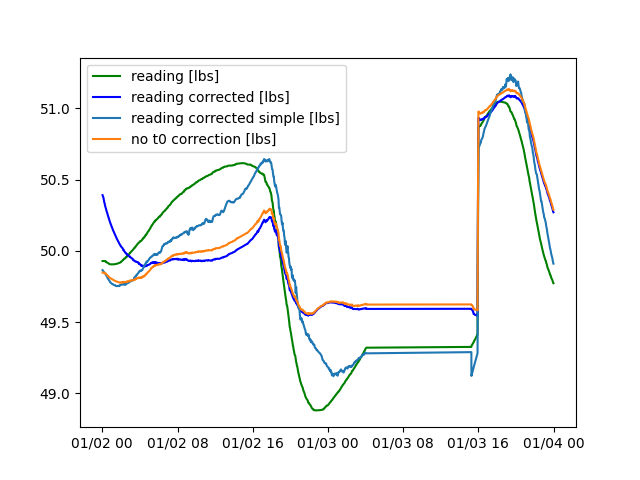 reading [lbs]
reading corrected [lbs]
reading corrected simple [lbs]
no t0 correction [lbs]
51.0
50.5
50.0
49.5
49.0
01/02 00 01/02 08 01/02 16 01/03 00 01/03 08 01/03 16 01/04 00